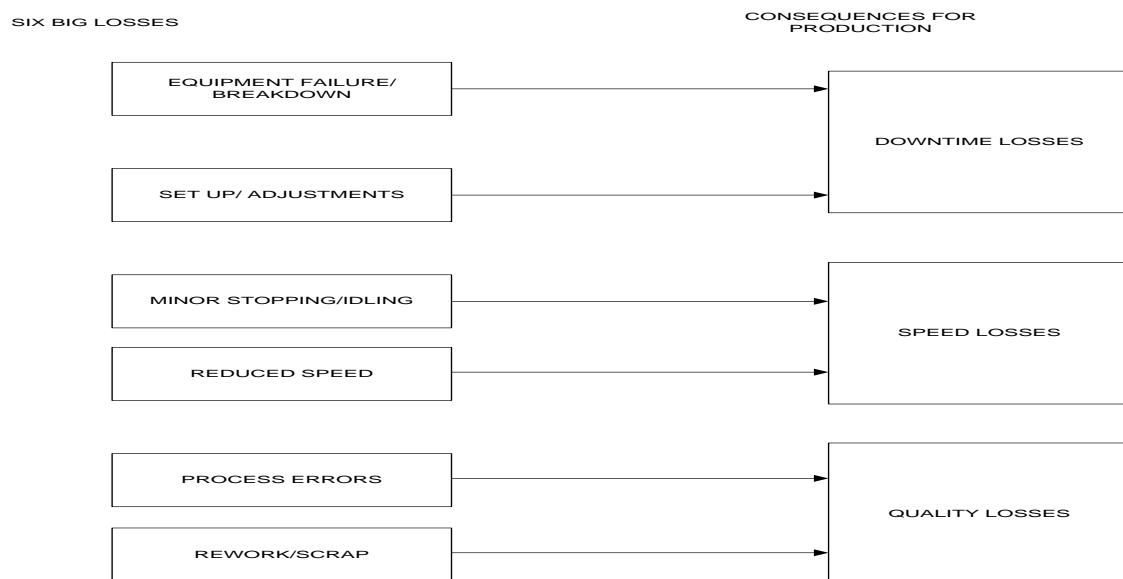 SIX BIG LOSSES
CONSEQUENCES FOR
PRODUCTION
EQUIPMENT FAILURE/
BREAKDOWN
DOWNTIME LOSSES
SET UP/ ADJUSTMENTS
MINOR STOPPING/IDLING
SPEED LOSSES
REDUCED SPEED
PROCESS ERRORS
QUALITY LOSSES
REWORK/SCRAP